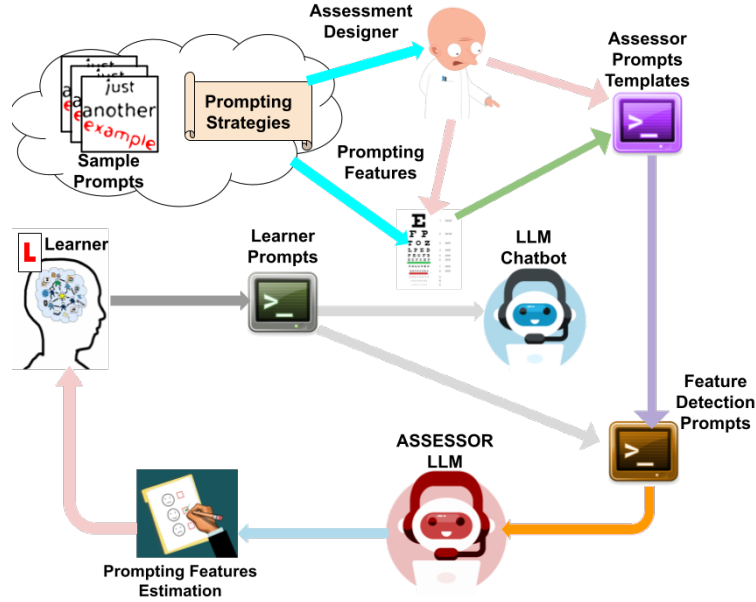 Assessment
Designer
Assessor
Prompts
Templates
just
another
example
Sample
Prompts
Prompting
Strategies
Prompting
Features
E
F P
T O Z
L P E D
>_
L
Learner
Learner
Prompts
>_
LLM
Chatbot
Feature
Detection
Prompts
>_
ASSESSOR
LLM
Prompting Features
Estimation